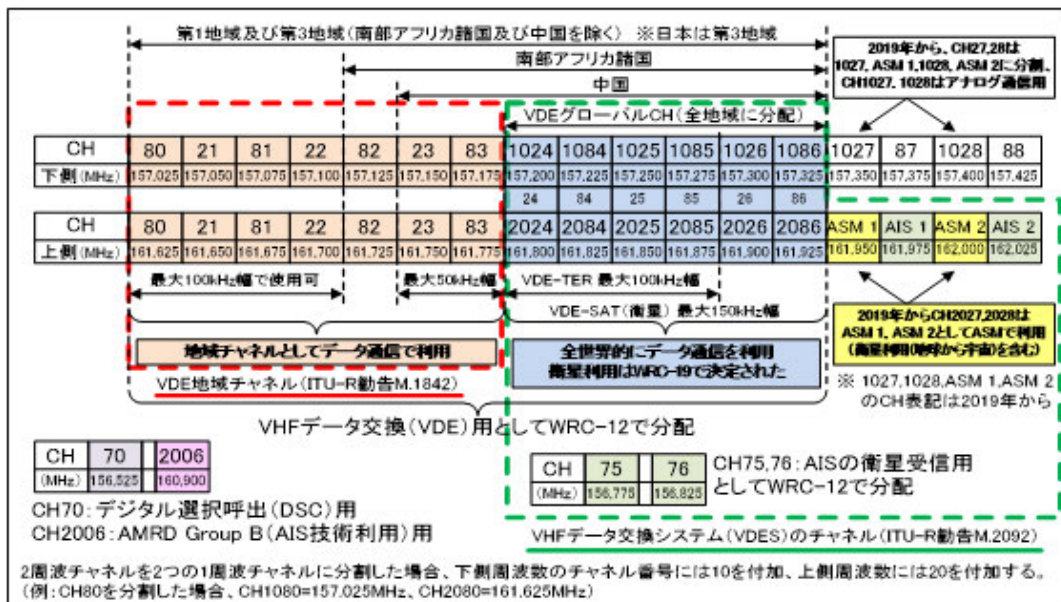 第1地域及び第3地域(南部アフリカ諸国及び中国を除く) ※日本は第3地域
南部アフリカ諸国
中国
VDEグローバルCH(全地域に分配)
2019年から、CH27,28は
1027, ASM 1,1028, ASM 2に分割、
CH1027, 1028はアナログ通信用
CH 80 21 81 22 82 23 83 1024 1084 1025 1085 1026 1086 1027 87 1028 88
下側(MHz) 157,025 157,050 157,075 157,100 157,125 157,150 157,175 157,200 157,225 157,250 157,275 157,300 157,325 157,350 157,375 157,400 157,425
24 84 25 85 26 86
CH 80 21 81 22 82 23 83 2024 2084 2025 2085 2026 2086 ASM 1 AIS 1 ASM 2 AIS 2
上側(MHz) 161,625 161,650 161,675 161,700 161,725 161,750 161,775 161,800 161,825 161,850 161,875 161,900 161,925 161,950 161,975 162,000 162,025
最大100kHz幅で使用可
最大50kHz幅
VDE-TER 最大100kHz幅
VDE-SAT(衛星) 最大150kHz幅
地域チャネルとしてデータ通信で利用
全世界的にデータ通信を利用
衛星利用はWRC-19で決定された
2019年からCH2027,2028は
ASM 1, ASM 2としてASMで利用
(衛星利用(地球から宇宙)を含む)
VDE地域チャネル(ITU-R勧告M.1842)
※ 1027,1028,ASM 1,ASM 2
のCH表記は2019年から
VHFデータ交換(VDE)用としてWRC-12で分配
CH 70 2006
(MHz) 156,525 160,900
CH 75 76
(MHz) 156,775 156,825
CH75,76:AISの衛星受信用
としてWRC-12で分配
CH70:デジタル選択呼出(DSC)用
CH2006:AMRD Group B(AIS技術利用)用
VHFデータ交換システム(VDES)のチャネル(ITU-R勧告M.2092)
2周波チャネルを2つの1周波チャネルに分割した場合、下側周波数のチャネル番号には10を付加、上側周波数には20を付加する。
(例:CH80を分割した場合、CH1080=157.025MHz、CH2080=161.625MHz)